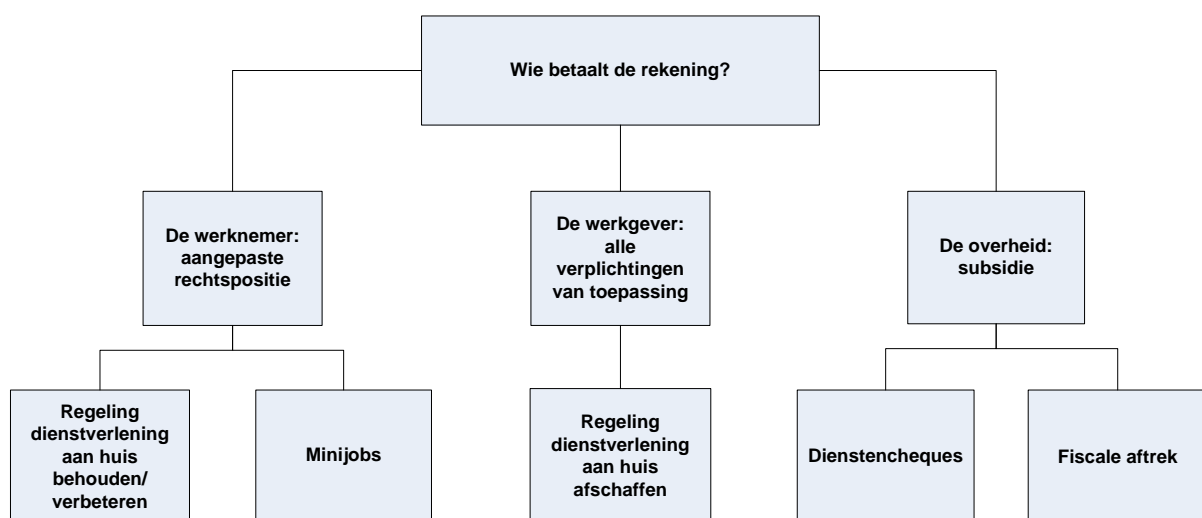 Wie betaalt de rekening?
De werknemer:
aangepaste
rechtspositie
De werkgever:
alle
verplichtingen
van toepassing
De overheid:
subsidie
Regeling
dienstverlening
aan huis
behouden/
verbeteren
Minijobs
Regeling
dienstverlening
aan huis
afschaffen
Dienstencheques
Fiscale aftrek